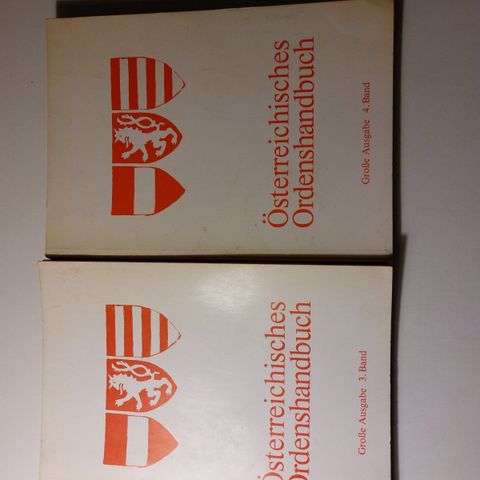 Österreichisches
Ordenshandbuch
Große Ausgabe 4. Band
Österreichisches
Ordenshandbuch
Große Ausgabe 3. Band